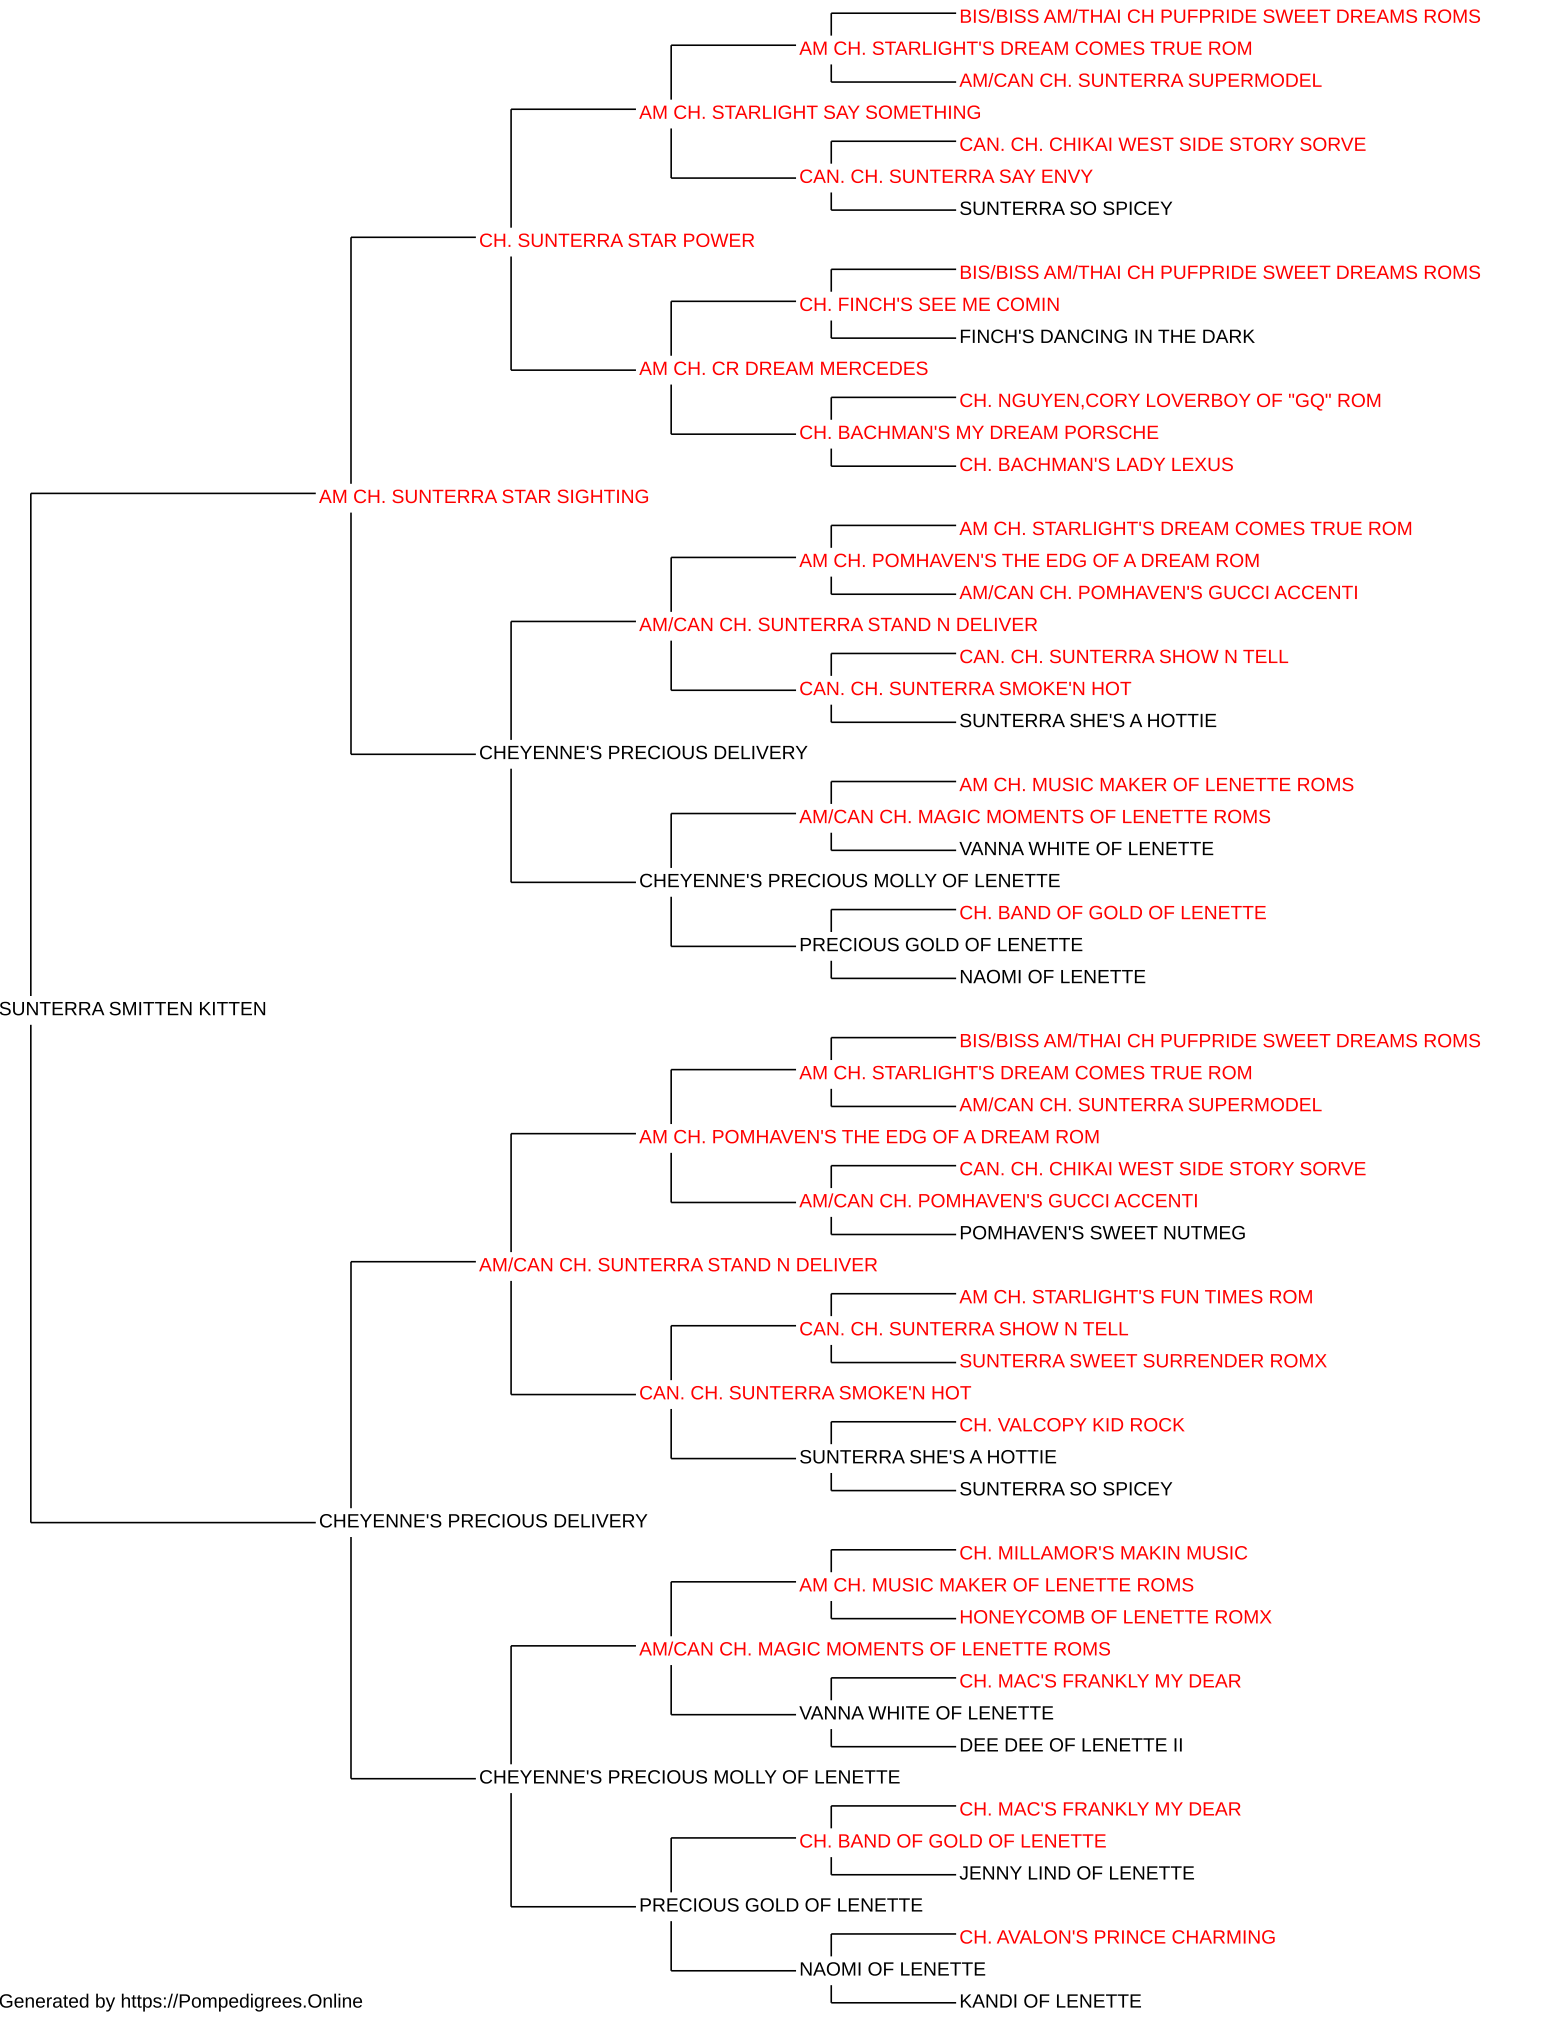 BIS/BISS AM/THAI CH PUFPRIDE SWEET DREAMS ROMS
AM CH. STARLIGHT'S DREAM COMES TRUE ROM
AM/CAN CH. SUNTERRA SUPERMODEL
AM CH. STARLIGHT SAY SOMETHING
CAN. CH. CHIKAI WEST SIDE STORY SORVE
CAN. CH. SUNTERRA SAY ENVY
SUNTERRA SO SPICEY
CH. SUNTERRA STAR POWER
BIS/BISS AM/THAI CH PUFPRIDE SWEET DREAMS ROMS
CH. FINCH'S SEE ME COMIN
FINCH'S DANCING IN THE DARK
AM CH. CR DREAM MERCEDES
CH. NGUYEN,CORY LOVERBOY OF "GQ" ROM
CH. BACHMAN'S MY DREAM PORSCHE
CH. BACHMAN'S LADY LEXUS
AM CH. SUNTERRA STAR SIGHTING
AM CH. STARLIGHT'S DREAM COMES TRUE ROM
AM CH. POMHAVEN'S THE EDG OF A DREAM ROM
AM/CAN CH. POMHAVEN'S GUCCI ACCENTI
AM/CAN CH. SUNTERRA STAND N DELIVER
CAN. CH. SUNTERRA SHOW N TELL
CAN. CH. SUNTERRA SMOKE'N HOT
SUNTERRA SHE'S A HOTTIE
CHEYENNE'S PRECIOUS DELIVERY
AM CH. MUSIC MAKER OF LENETTE ROMS
AM/CAN CH. MAGIC MOMENTS OF LENETTE ROMS
VANNA WHITE OF LENETTE
CHEYENNE'S PRECIOUS MOLLY OF LENETTE
CH. BAND OF GOLD OF LENETTE
PRECIOUS GOLD OF LENETTE
NAOMI OF LENETTE
SUNTERRA SMITTEN KITTEN
BIS/BISS AM/THAI CH PUFPRIDE SWEET DREAMS ROMS
AM CH. STARLIGHT'S DREAM COMES TRUE ROM
AM/CAN CH. SUNTERRA SUPERMODEL
AM CH. POMHAVEN'S THE EDG OF A DREAM ROM
CAN. CH. CHIKAI WEST SIDE STORY SORVE
AM/CAN CH. POMHAVEN'S GUCCI ACCENTI
POMHAVEN'S SWEET NUTMEG
AM/CAN CH. SUNTERRA STAND N DELIVER
AM CH. STARLIGHT'S FUN TIMES ROM
CAN. CH. SUNTERRA SHOW N TELL
SUNTERRA SWEET SURRENDER ROMX
CAN. CH. SUNTERRA SMOKE'N HOT
CH. VALCOPY KID ROCK
SUNTERRA SHE'S A HOTTIE
SUNTERRA SO SPICEY
CHEYENNE'S PRECIOUS DELIVERY
CH. MILLAMOR'S MAKIN MUSIC
AM CH. MUSIC MAKER OF LENETTE ROMS
HONEYCOMB OF LENETTE ROMX
AM/CAN CH. MAGIC MOMENTS OF LENETTE ROMS
CH. MAC'S FRANKLY MY DEAR
VANNA WHITE OF LENETTE
DEE DEE OF LENETTE II
CHEYENNE'S PRECIOUS MOLLY OF LENETTE
CH. MAC'S FRANKLY MY DEAR
CH. BAND OF GOLD OF LENETTE
JENNY LIND OF LENETTE
PRECIOUS GOLD OF LENETTE
CH. AVALON'S PRINCE CHARMING
NAOMI OF LENETTE
KANDI OF LENETTE
Generated by https://Pompedigrees.Online